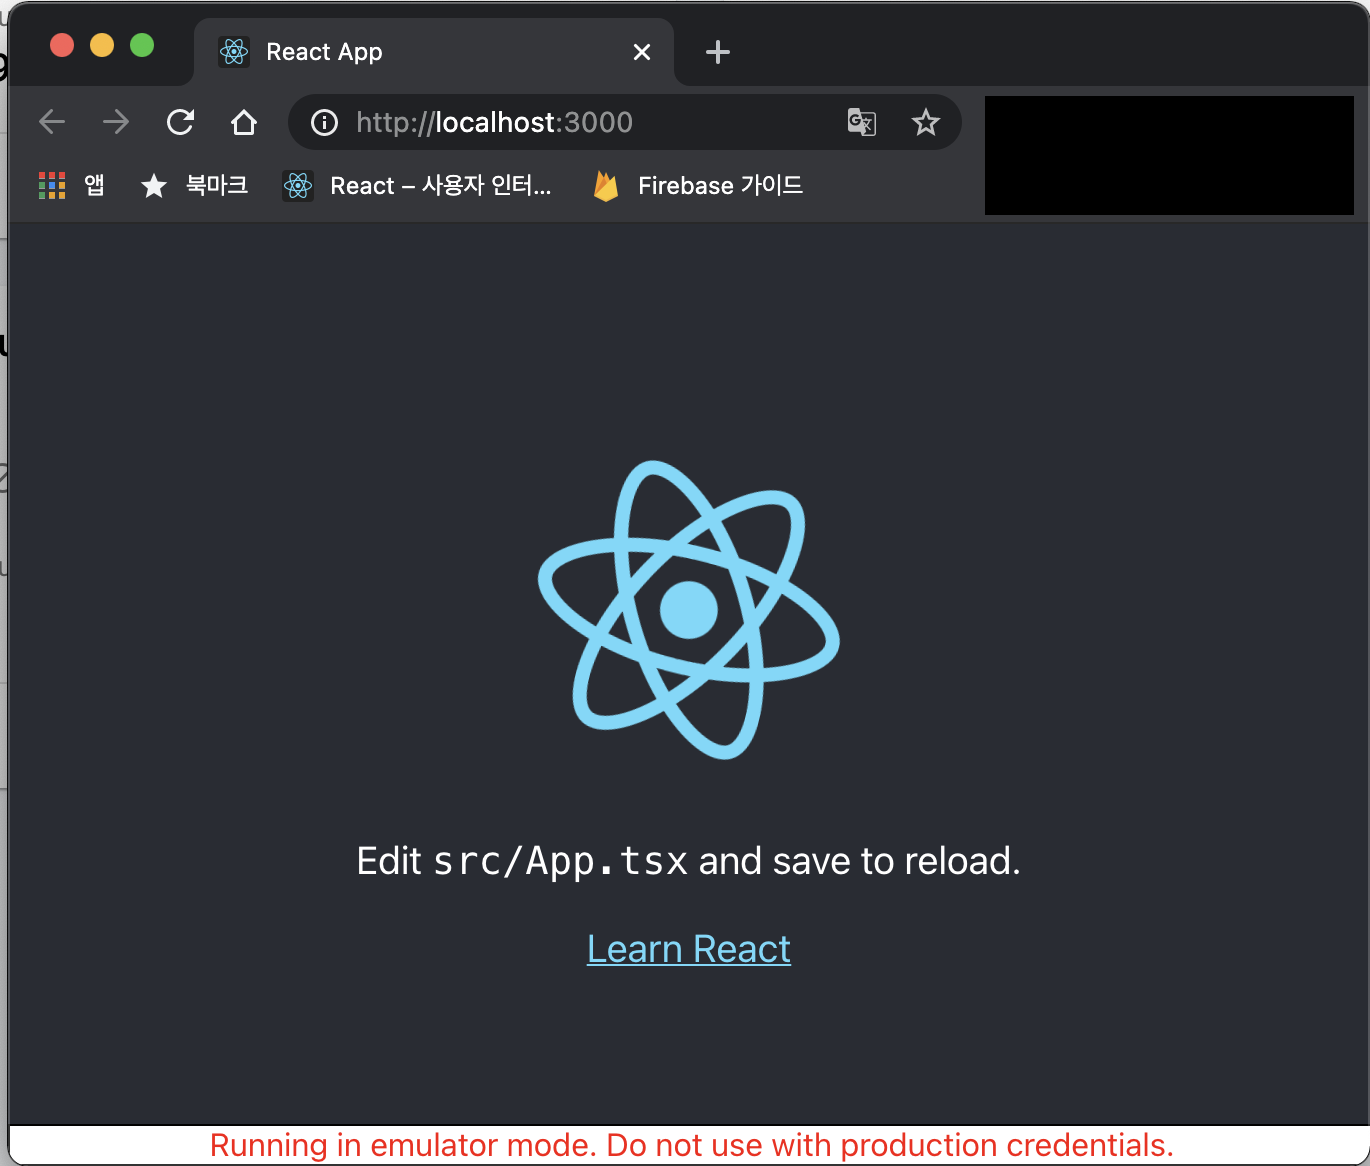 React App
http://localhost:3000
앱 북마크 React – 사용자 인터... Firebase 가이드
Edit src/App.tsx and save to reload.
Learn React
Running in emulator mode. Do not use with production credentials.